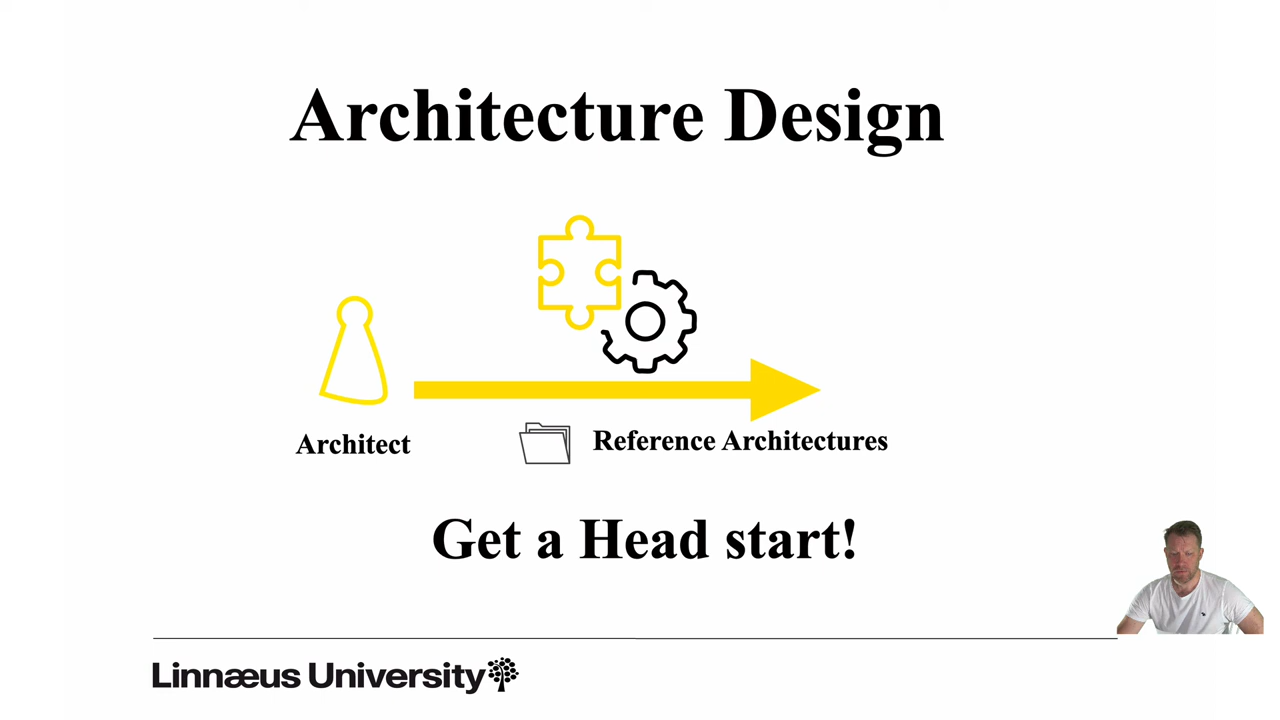 Architecture Design
Architect
Reference Architectures
Get a Head start!
Linnæus University